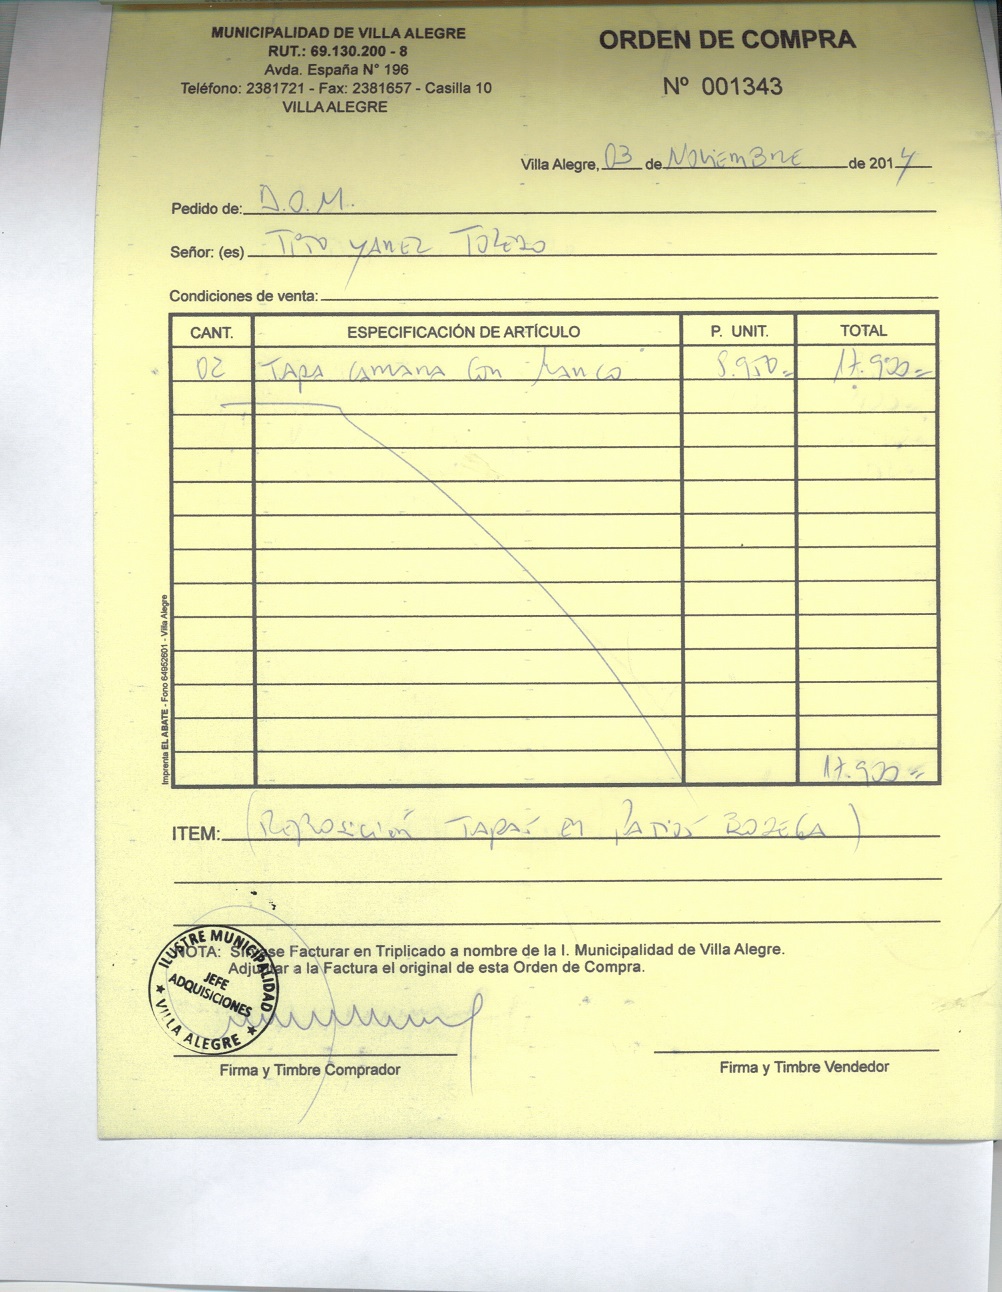 MUNICIPALIDAD DE VILLA ALEGRE
RUT.: 69.130.200 - 8
Avda. España N° 196
Teléfono: 2381721 - Fax: 2381657 - Casilla 10
VILLA ALEGRE
ORDEN DE COMPRA
Nº 001343
Villa Alegre, 03 de Noviembre de 2014
Pedido de: D.O.M.
Señor: (es) Tito Yañez Toledo
Condiciones de venta:
CANT. ESPECIFICACIÓN DE ARTÍCULO P. UNIT. TOTAL
02 Tapa Camara Con Marco 8.950.= 17.900.=
17.900.=
ITEM: (Reposición Tapas en Patios Bodega)
NOTA: Sírvase Facturar en Triplicado a nombre de la I. Municipalidad de Villa Alegre.
Adjuntar a la Factura el original de esta Orden de Compra.
ILUSTRE MUNICIPALIDAD
JEFE
ADQUISICIONES
★ VILLA ALEGRE ★
Firma y Timbre Comprador
Firma y Timbre Vendedor
Imprenta EL ABATE - Fono 64952601 - Villa Alegre